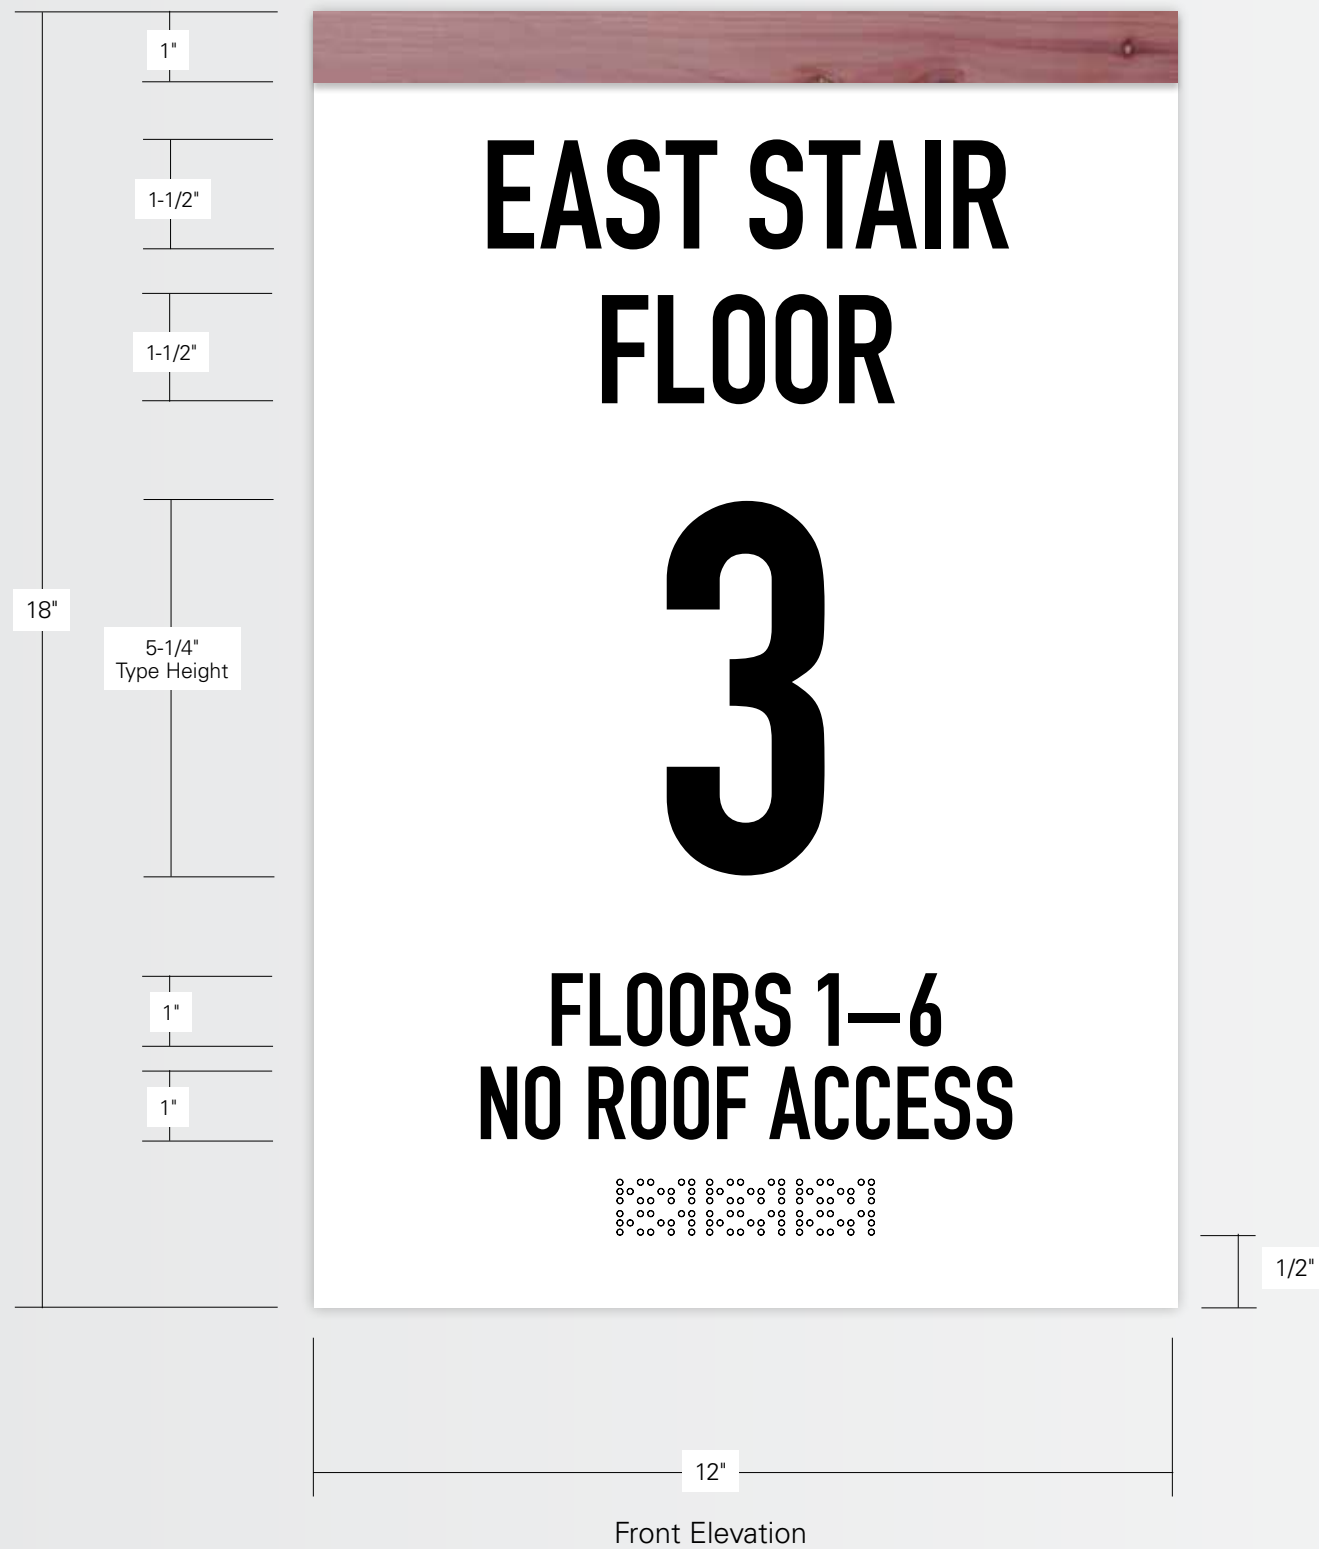 1"
1-1/2"
1-1/2"
18"
5-1/4"
Type Height
1"
1"
EAST STAIR
FLOOR
3
FLOORS 1—6
NO ROOF ACCESS
1/2"
12"
Front Elevation